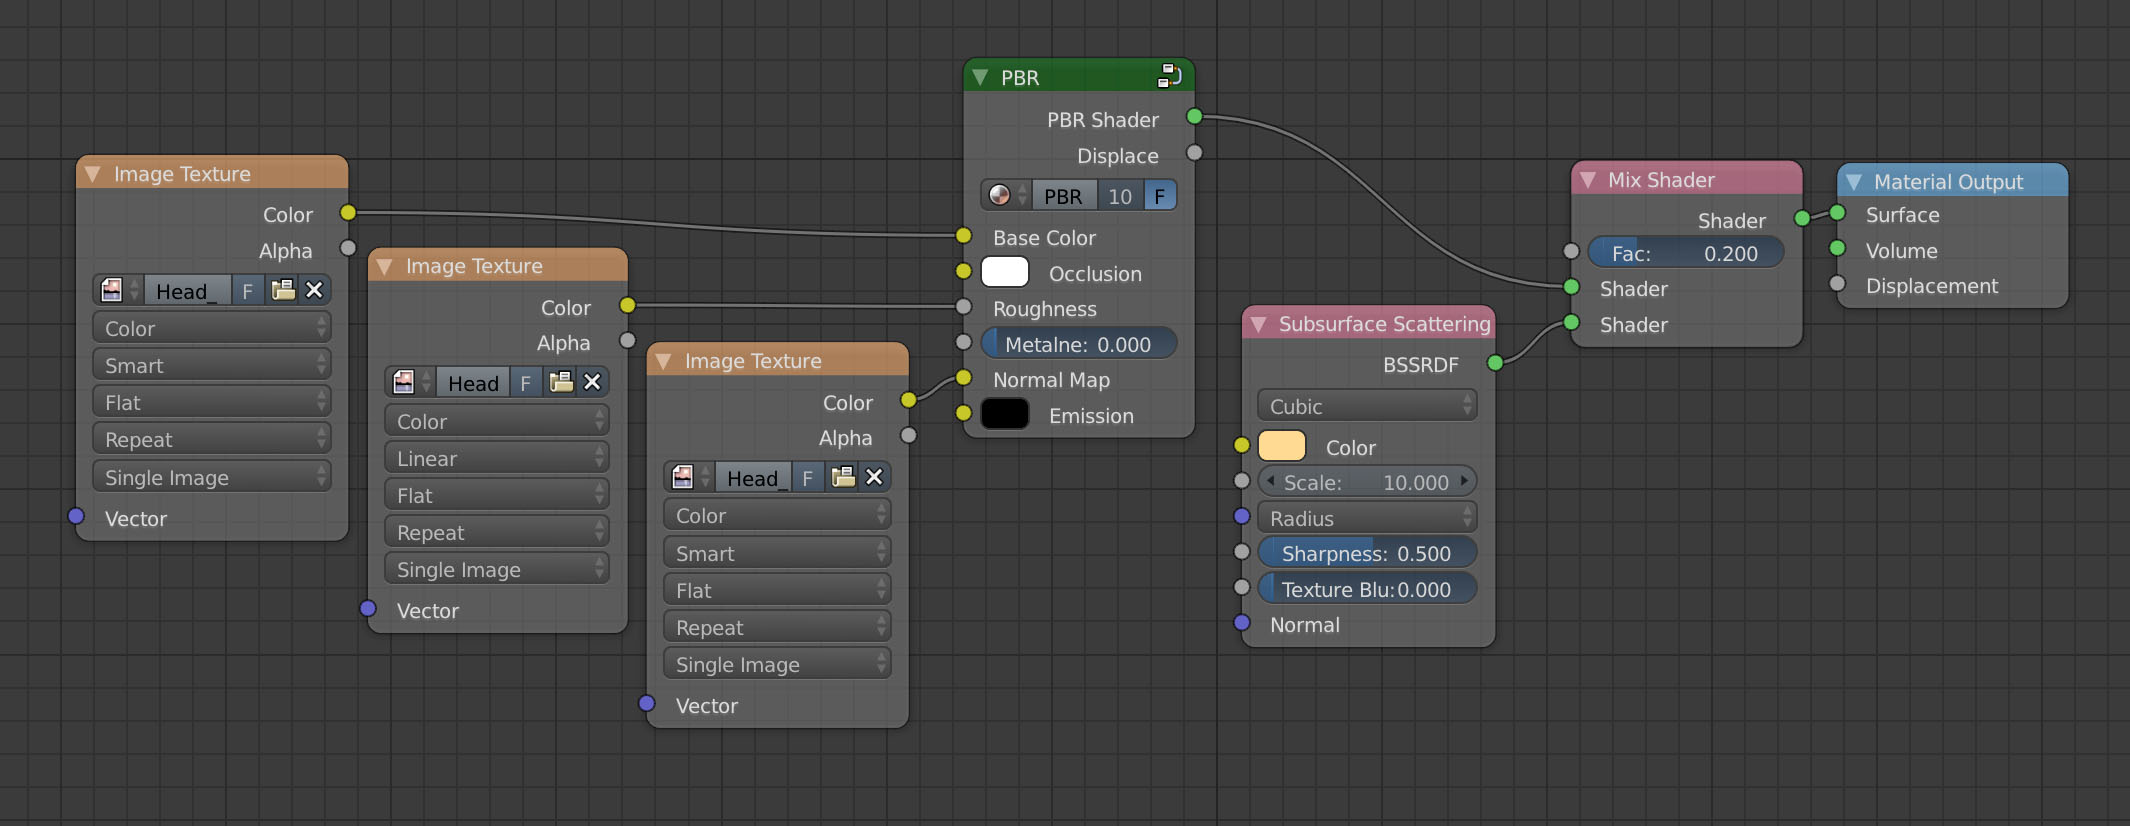 Image Texture
Color
Alpha
Head_
F
Color
Smart
Flat
Repeat
Single Image
Vector
Image Texture
Color
Alpha
Head
F
Color
Linear
Flat
Repeat
Single Image
Vector
Image Texture
Color
Alpha
Head_
F
Color
Smart
Flat
Repeat
Single Image
Vector
PBR
PBR Shader
Displace
PBR 10 F
Base Color
Occlusion
Roughness
Metalne: 0.000
Normal Map
Emission
Subsurface Scattering
BSSRDF
Cubic
Color
Scale: 10.000
Radius
Sharpness: 0.500
Texture Blu: 0.000
Normal
Mix Shader
Shader
Fac: 0.200
Shader
Shader
Material Output
Surface
Volume
Displacement